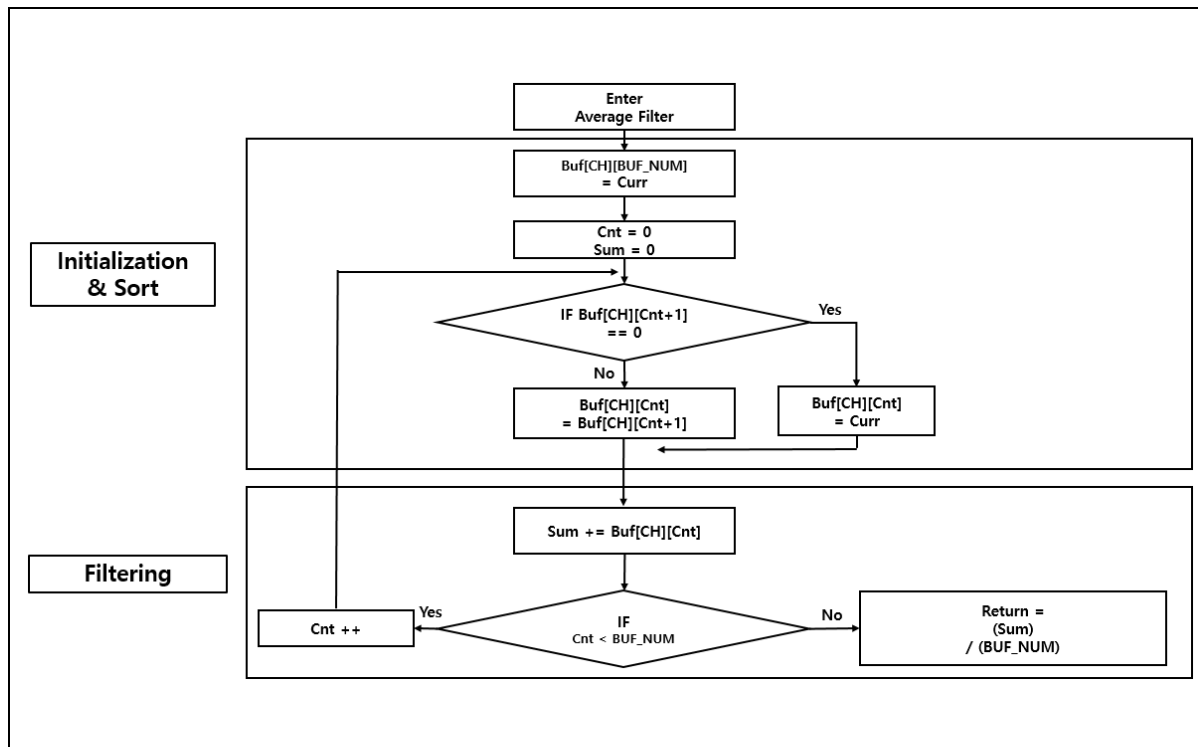 Enter
Average Filter
Buf[CH][BUF_NUM]
= Curr
Cnt = 0
Sum = 0
Initialization
& Sort
IF Buf[CH][Cnt+1]
== 0
Yes
No
Buf[CH][Cnt]
= Buf[CH][Cnt+1]
Buf[CH][Cnt]
= Curr
Sum += Buf[CH][Cnt]
Filtering
IF
Cnt < BUF_NUM
Yes
Cnt ++
No
Return =
(Sum)
/ (BUF_NUM)